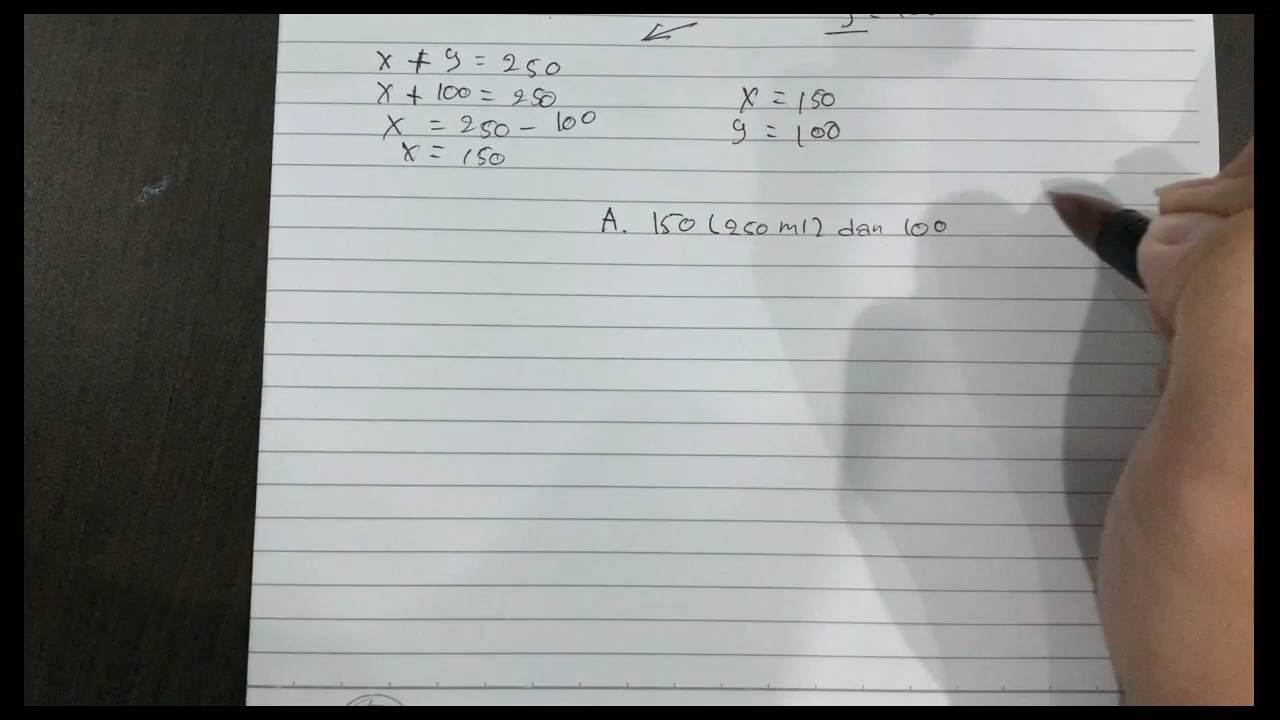 x + y = 250
x + 100 = 250
x = 250 - 100
x = 150
x = 150
y = 100
A. 150 (250 ml) dan 100